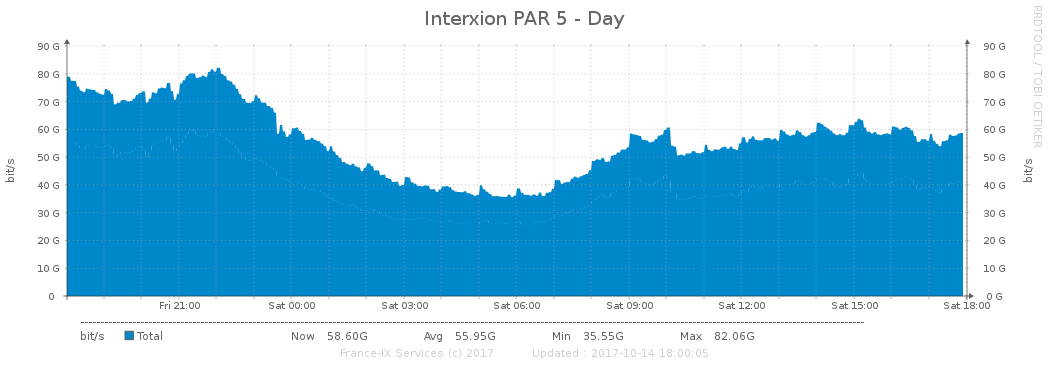 Interxion PAR 5 - Day
RRDTOOL / TOBI OETIKER
bit/s
bit/s
90 G 90 G
80 G 80 G
70 G 70 G
60 G 60 G
50 G 50 G
40 G 40 G
30 G 30 G
20 G 20 G
10 G 10 G
0 0 G
Fri 21:00 Sat 00:00 Sat 03:00 Sat 06:00 Sat 09:00 Sat 12:00 Sat 15:00 Sat 18:00
bit/s Total Now 58.60G Avg 55.95G Min 35.55G Max 82.06G
France-IX Services (c) 2017 Updated : 2017-10-14 18:00:05